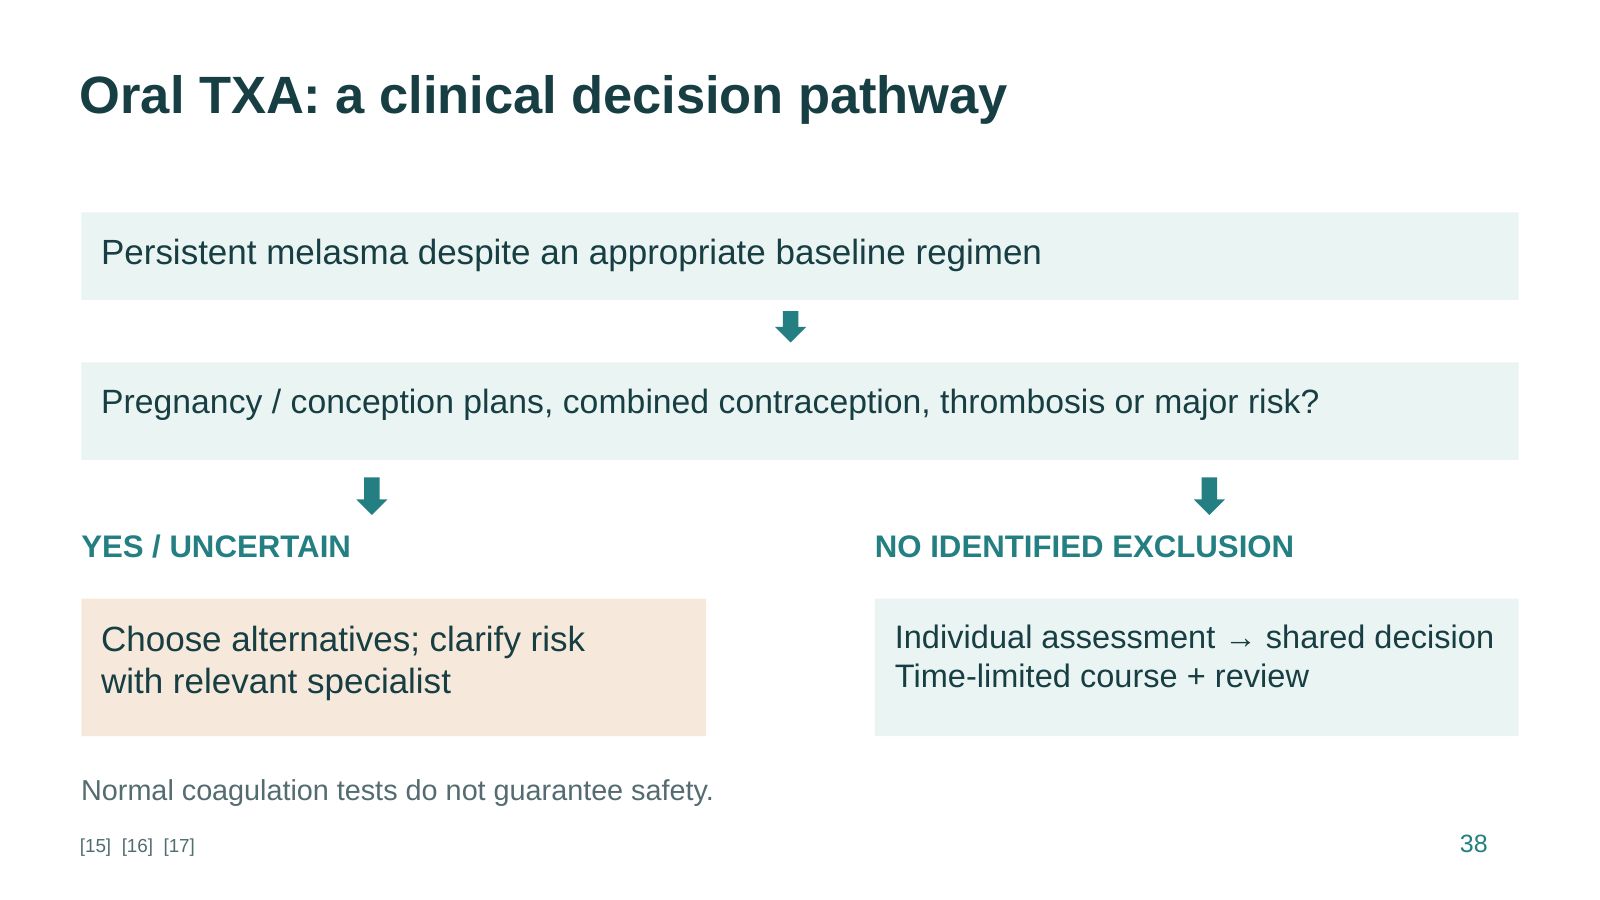 Oral TXA: a clinical decision pathway
Persistent melasma despite an appropriate baseline regimen
Pregnancy / conception plans, combined contraception, thrombosis or major risk?
YES / UNCERTAIN
NO IDENTIFIED EXCLUSION
Choose alternatives; clarify risk
with relevant specialist
Individual assessment → shared decision
Time-limited course + review
Normal coagulation tests do not guarantee safety.
[15] [16] [17]
38